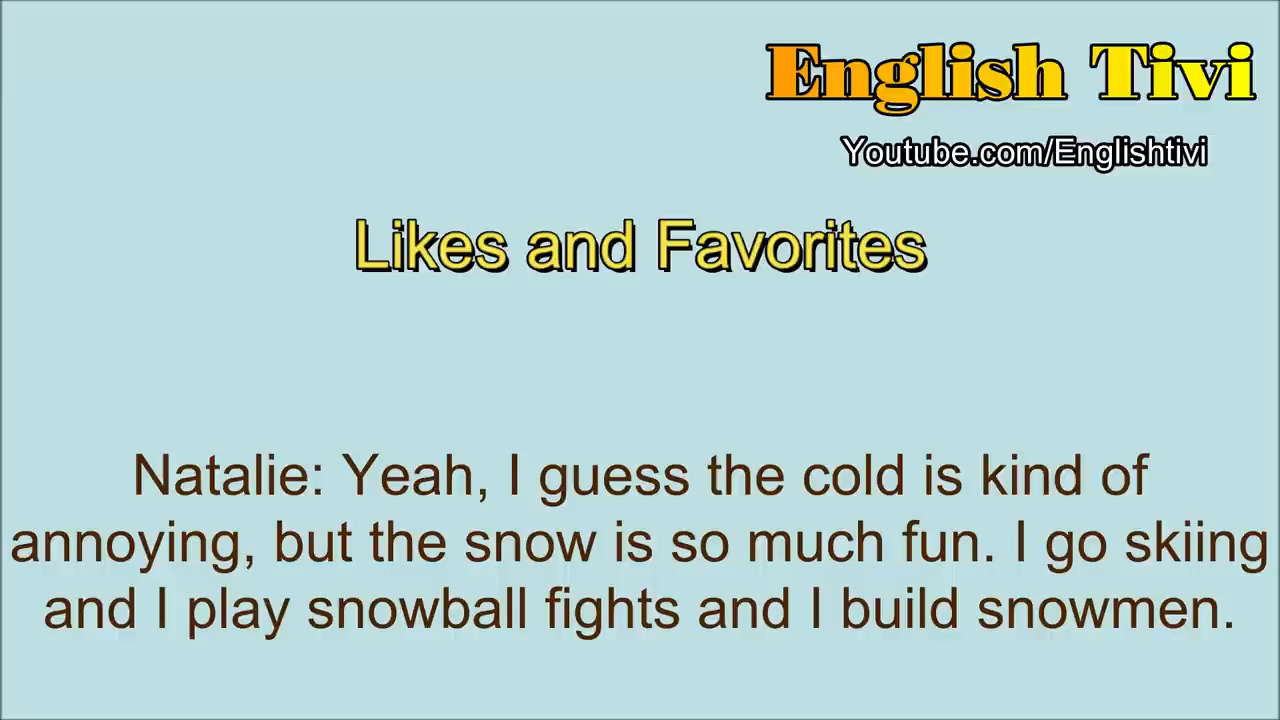 English Tivi
Youtube.com/Englishtivi
Likes and Favorites
Natalie: Yeah, I guess the cold is kind of
annoying, but the snow is so much fun. I go skiing
and I play snowball fights and I build snowmen.